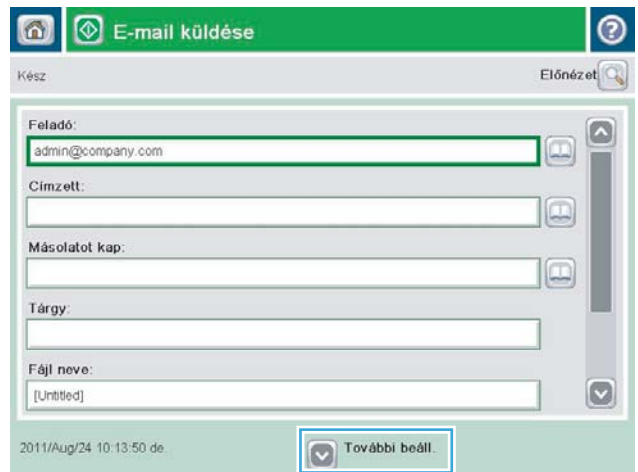 E-mail küldése
?
Kész
Előnézet
Feladó:
admin@company.com
Címzett:
Másolatot kap:
Tárgy:
Fájl neve:
[Untitled]
2011/Aug/24 10:13:50 de.
További beáll.